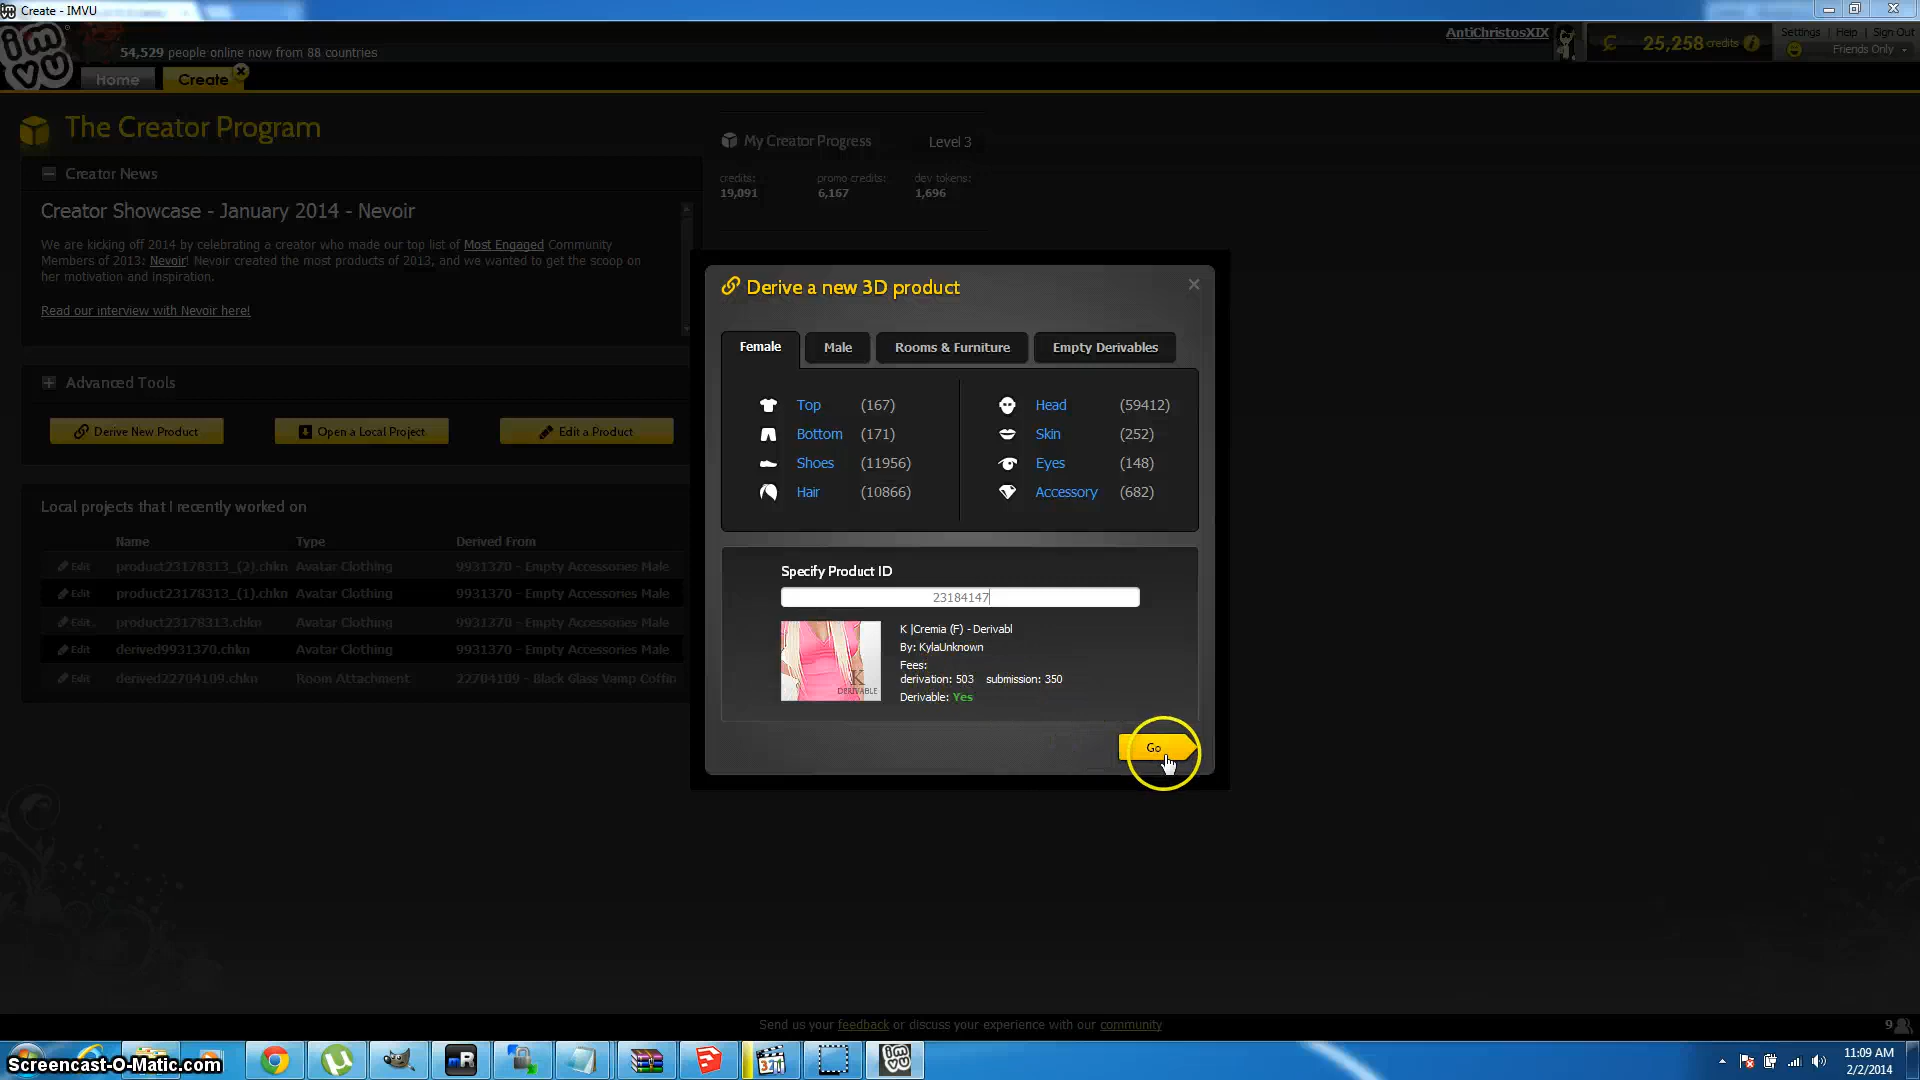 Create - IMVU
imvu
54,529 people online now from 88 countries
AntiChristosXIX
25,258 credits
Settings | Help | Sign Out
Friends Only
Home
Create
The Creator Program
Creator News
Creator Showcase - January 2014 - Nevoir
We are kicking off 2014 by celebrating a creator who made our top list of Most Engaged Community
Members of 2013: Nevoir! Nevoir created the most products of 2013, and we wanted to get the scoop on
her motivation and inspiration.
Read our interview with Nevoir here!
My Creator Progress Level 3
credits: promo credits: dev tokens:
19,091 6,167 1,696
Advanced Tools
Derive New Product
Open a Local Project
Edit a Product
Local projects that I recently worked on
Name Type Derived From
Edit product23178313_(2).chkn Avatar Clothing 9931370 - Empty Accessories Male
Edit product23178313_(1).chkn Avatar Clothing 9931370 - Empty Accessories Male
Edit product23178313.chkn Avatar Clothing 9931370 - Empty Accessories Male
Edit derived9931370.chkn Avatar Clothing 9931370 - Empty Accessories Male
Edit derived22704109.chkn Room Attachment 22704109 - Black Glass Vamp Coffin
Derive a new 3D product
Female
Male
Rooms & Furniture
Empty Derivables
Top (167)
Bottom (171)
Shoes (11956)
Hair (10866)
Head (59412)
Skin (252)
Eyes (148)
Accessory (682)
Specify Product ID
23184147
K
DERIVABLE
K |Cremia (F) - Derivabl
By: KylaUnknown
Fees:
derivation: 503 submission: 350
Derivable: Yes
Go
Send us your feedback or discuss your experience with our community
9
Screencast-O-Matic.com
mR
321
imvu
11:09 AM
2/2/2014